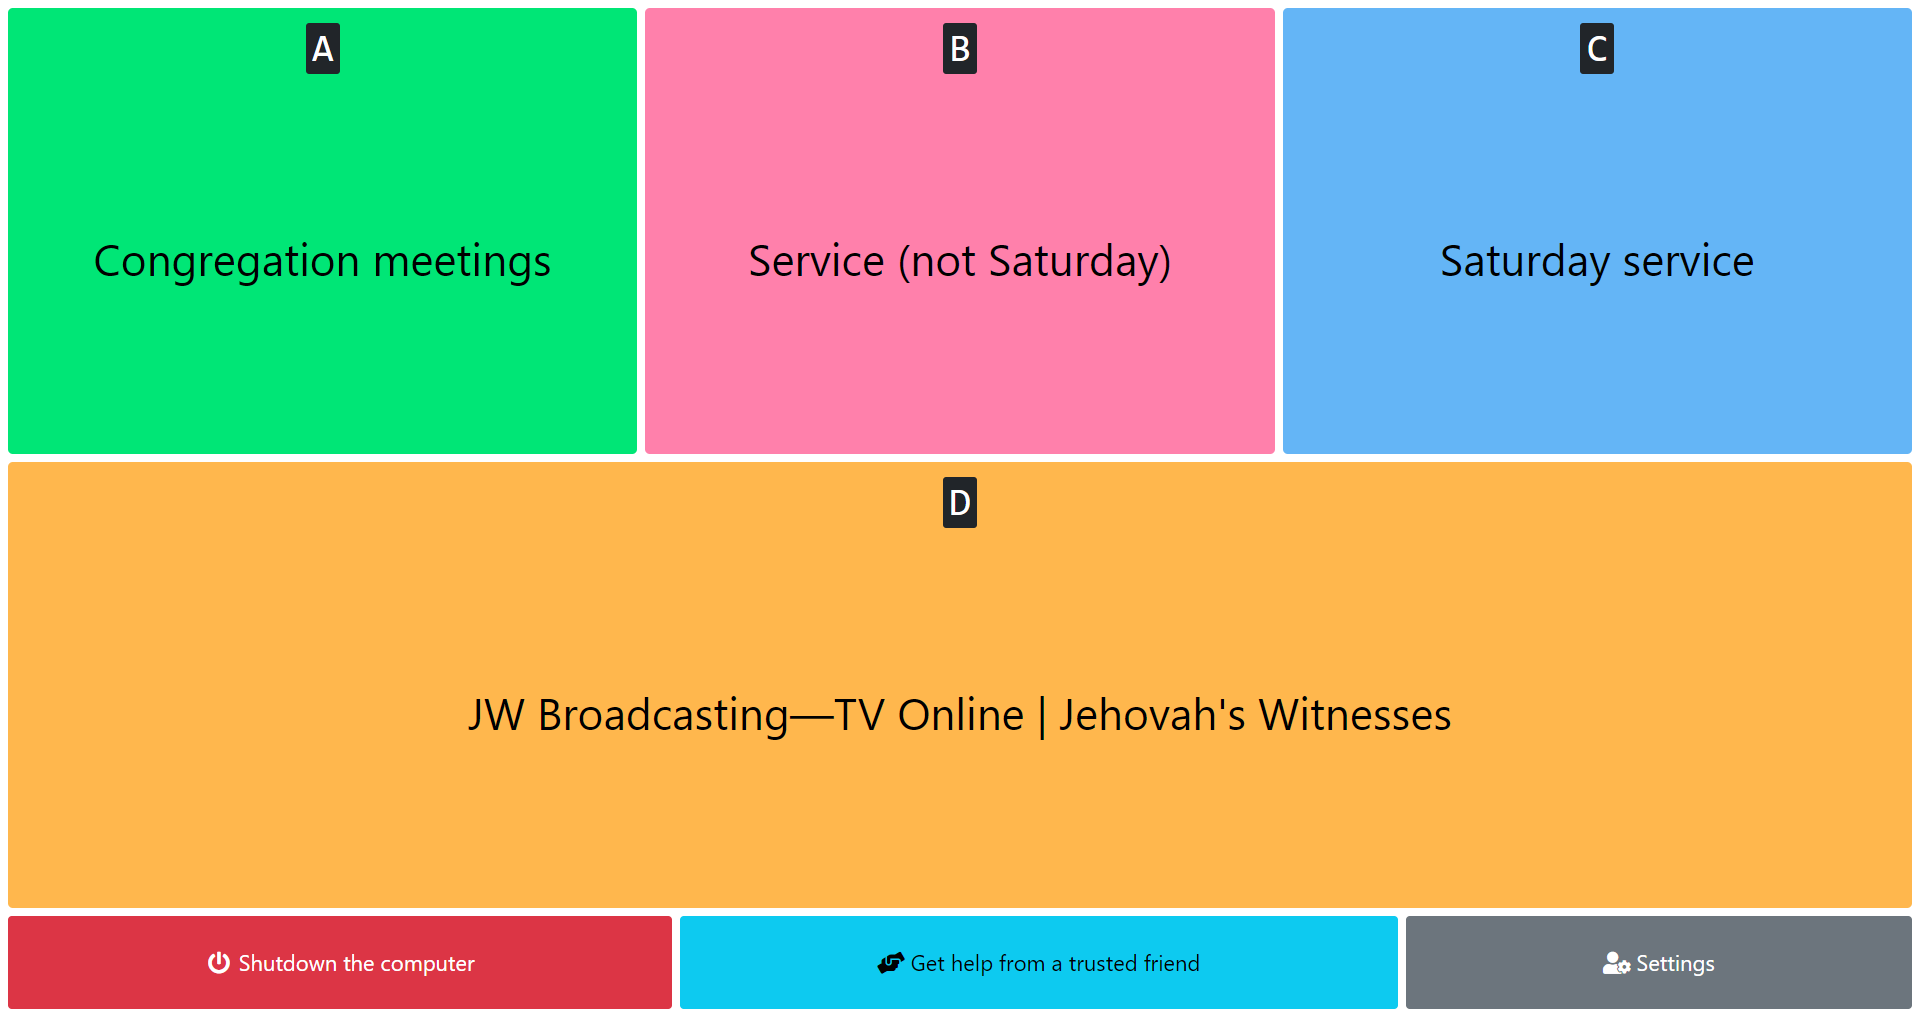 A
Congregation meetings
B
Service (not Saturday)
C
Saturday service
D
JW Broadcasting—TV Online | Jehovah's Witnesses
Shutdown the computer
Get help from a trusted friend
Settings